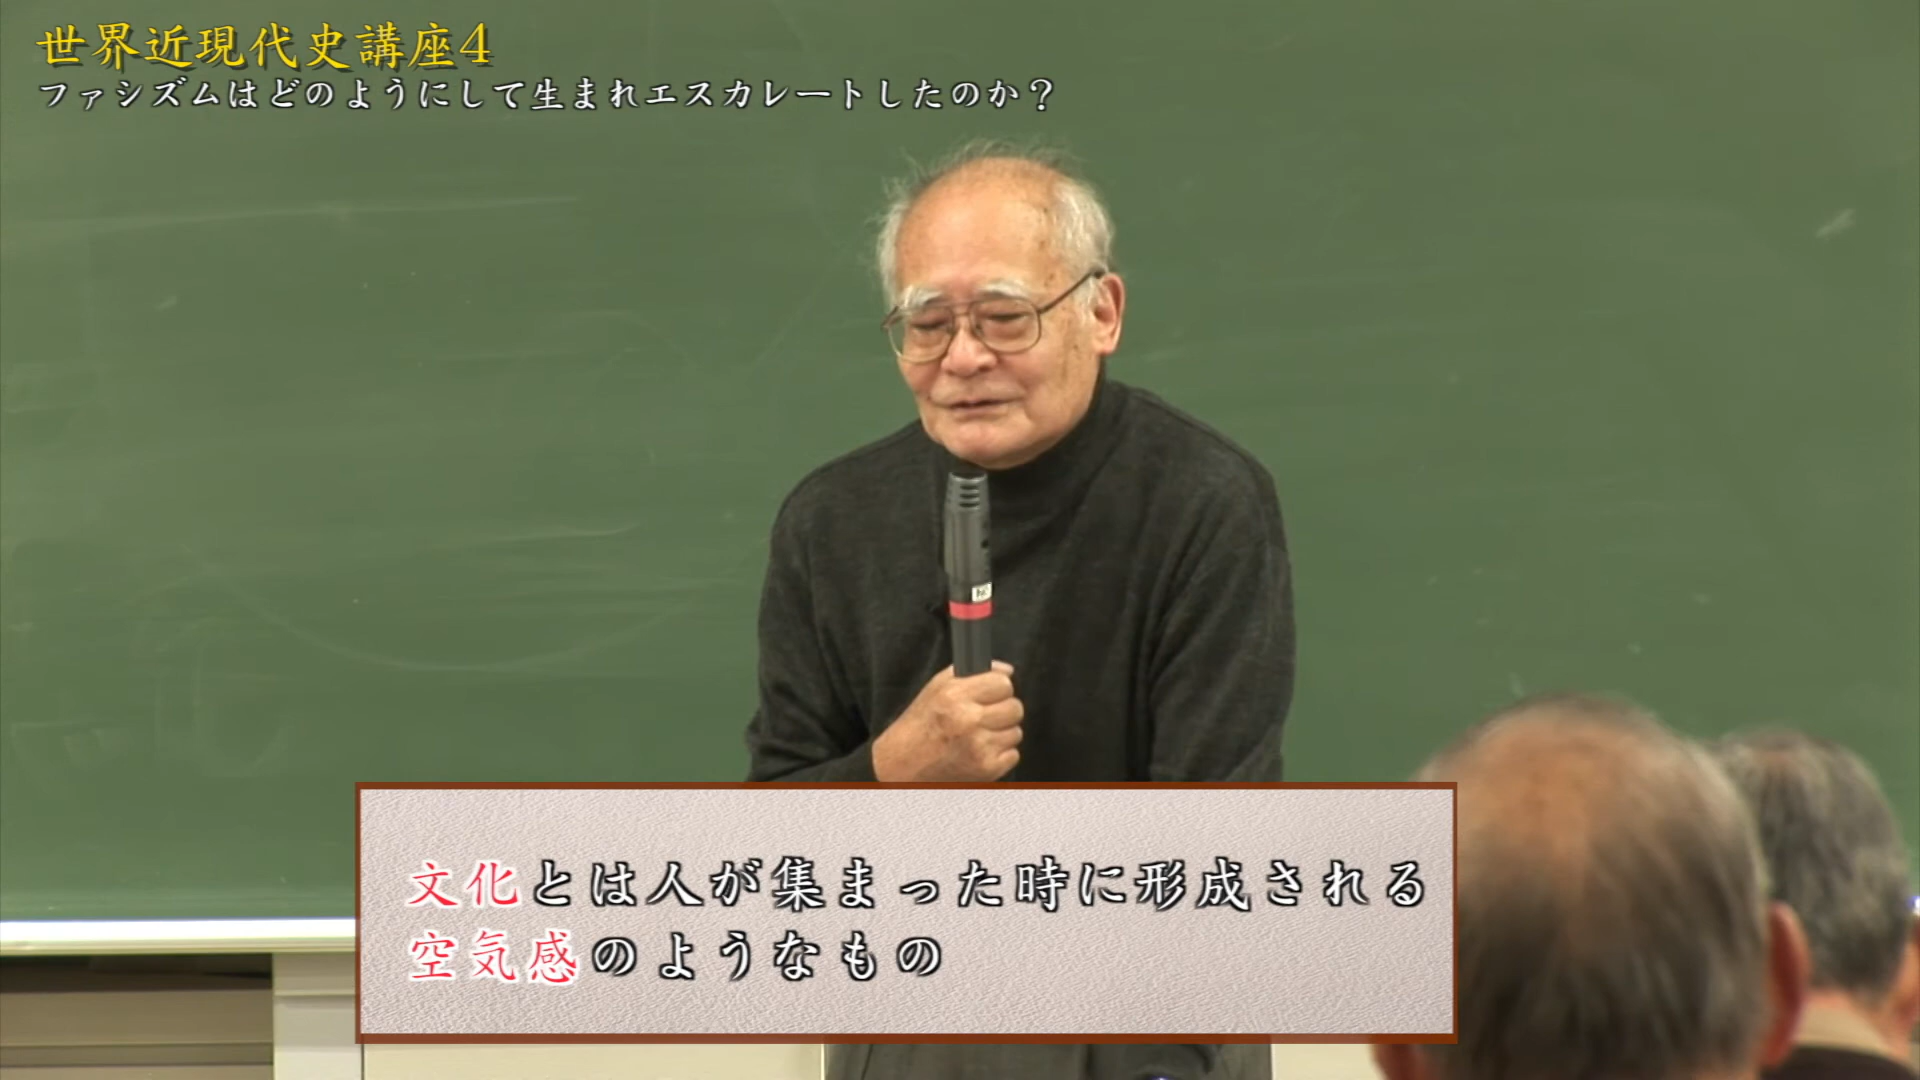 世界近現代史講座4
ファシズムはどのようにして生まれエスカレートしたのか?
文化とは人が集まった時に形成される
空気感のようなもの